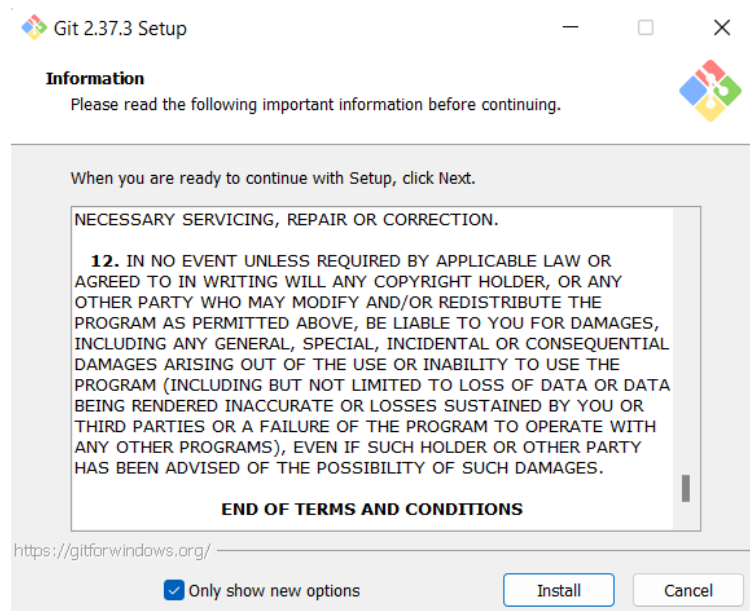 Git 2.37.3 Setup
Information
Please read the following important information before continuing.
When you are ready to continue with Setup, click Next.
NECESSARY SERVICING, REPAIR OR CORRECTION.
12. IN NO EVENT UNLESS REQUIRED BY APPLICABLE LAW OR
AGREED TO IN WRITING WILL ANY COPYRIGHT HOLDER, OR ANY
OTHER PARTY WHO MAY MODIFY AND/OR REDISTRIBUTE THE
PROGRAM AS PERMITTED ABOVE, BE LIABLE TO YOU FOR DAMAGES,
INCLUDING ANY GENERAL, SPECIAL, INCIDENTAL OR CONSEQUENTIAL
DAMAGES ARISING OUT OF THE USE OR INABILITY TO USE THE
PROGRAM (INCLUDING BUT NOT LIMITED TO LOSS OF DATA OR DATA
BEING RENDERED INACCURATE OR LOSSES SUSTAINED BY YOU OR
THIRD PARTIES OR A FAILURE OF THE PROGRAM TO OPERATE WITH
ANY OTHER PROGRAMS), EVEN IF SUCH HOLDER OR OTHER PARTY
HAS BEEN ADVISED OF THE POSSIBILITY OF SUCH DAMAGES.
END OF TERMS AND CONDITIONS
https://gitforwindows.org/
Only show new options
Install
Cancel